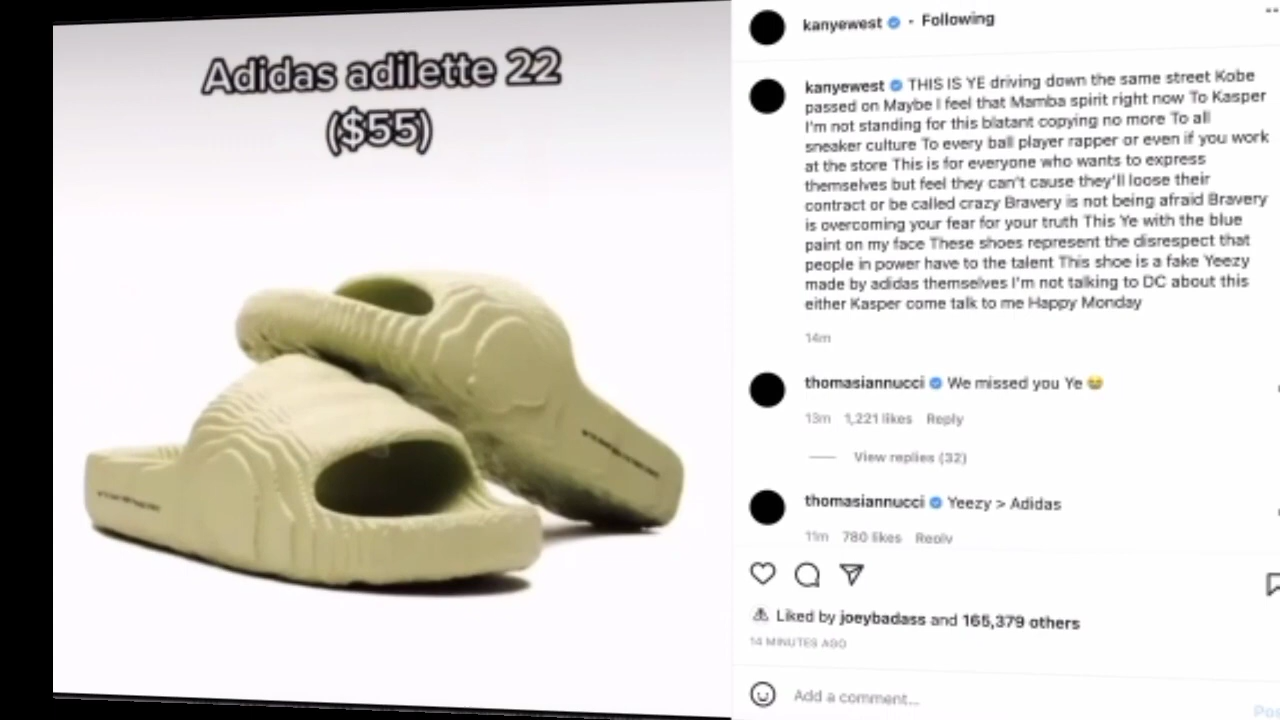 Adidas adilette 22
($55)
kanyewest • Following
kanyewest THIS IS YE driving down the same street Kobe
passed on Maybe I feel that Mamba spirit right now To Kasper
I'm not standing for this blatant copying no more To all
sneaker culture To every ball player rapper or even if you work
at the store This is for everyone who wants to express
themselves but feel they can't cause they'll loose their
contract or be called crazy Bravery is not being afraid Bravery
is overcoming your fear for your truth This Ye with the blue
paint on my face These shoes represent the disrespect that
people in power have to the talent This shoe is a fake Yeezy
made by adidas themselves I'm not talking to DC about this
either Kasper come talk to me Happy Monday
14m
thomasiannucci We missed you Ye 😭
13m 1,221 likes Reply
View replies (32)
thomasiannucci Yeezy > Adidas
11m 780 likes Reply
Liked by joeybadass and 165,379 others
14 MINUTES AGO
Add a comment...